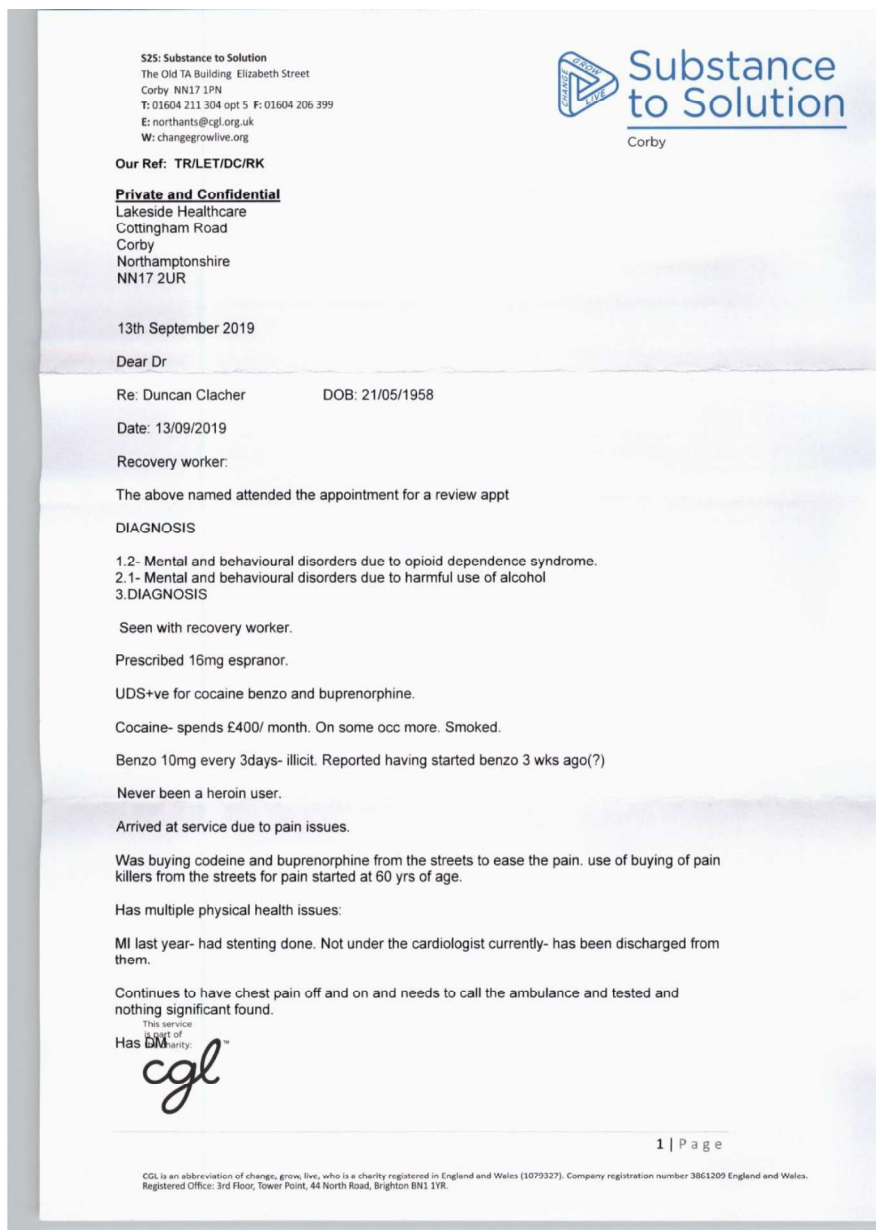 S2S: Substance to Solution
The Old TA Building Elizabeth Street
Corby NN17 1PN
T: 01604 211 304 opt 5 F: 01604 206 399
E: northants@cgl.org.uk
W: changegrowlive.org
CHANGE GROW LIVE
Substance
to Solution
Corby
Our Ref: TR/LET/DC/RK
Private and Confidential
Lakeside Healthcare
Cottingham Road
Corby
Northamptonshire
NN17 2UR
13th September 2019
Dear Dr
Re: Duncan Clacher DOB: 21/05/1958
Date: 13/09/2019
Recovery worker:
The above named attended the appointment for a review appt
DIAGNOSIS
1.2- Mental and behavioural disorders due to opioid dependence syndrome.
2.1- Mental and behavioural disorders due to harmful use of alcohol
3.DIAGNOSIS
Seen with recovery worker.
Prescribed 16mg espranor.
UDS+ve for cocaine benzo and buprenorphine.
Cocaine- spends £400/ month. On some occ more. Smoked.
Benzo 10mg every 3days- illicit. Reported having started benzo 3 wks ago(?)
Never been a heroin user.
Arrived at service due to pain issues.
Was buying codeine and buprenorphine from the streets to ease the pain. use of buying of pain
killers from the streets for pain started at 60 yrs of age.
Has multiple physical health issues:
MI last year- had stenting done. Not under the cardiologist currently- has been discharged from
them.
Continues to have chest pain off and on and needs to call the ambulance and tested and
nothing significant found.
Has DM
This service
is part of
charity:
cgl™
1 | Page
CGL is an abbreviation of change, grow, live, who is a charity registered in England and Wales (1079327). Company registration number 3861209 England and Wales.
Registered Office: 3rd Floor, Tower Point, 44 North Road, Brighton BN1 1YR.